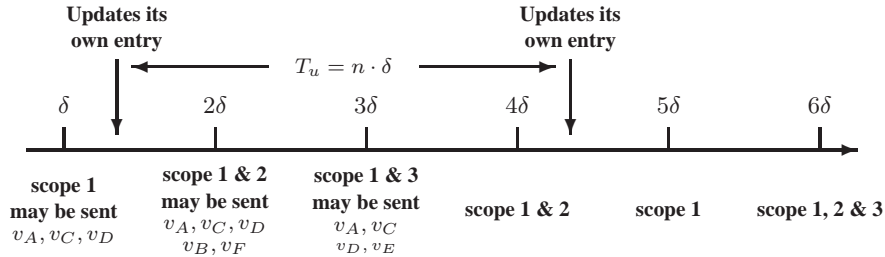 Updates its
own entry
Updates its
own entry
T_u = n · δ
δ
2δ
3δ
4δ
5δ
6δ
scope 1
may be sent
v_A, v_C, v_D
scope 1 & 2
may be sent
v_A, v_C, v_D
v_B, v_F
scope 1 & 3
may be sent
v_A, v_C
v_D, v_E
scope 1 & 2
scope 1
scope 1, 2 & 3